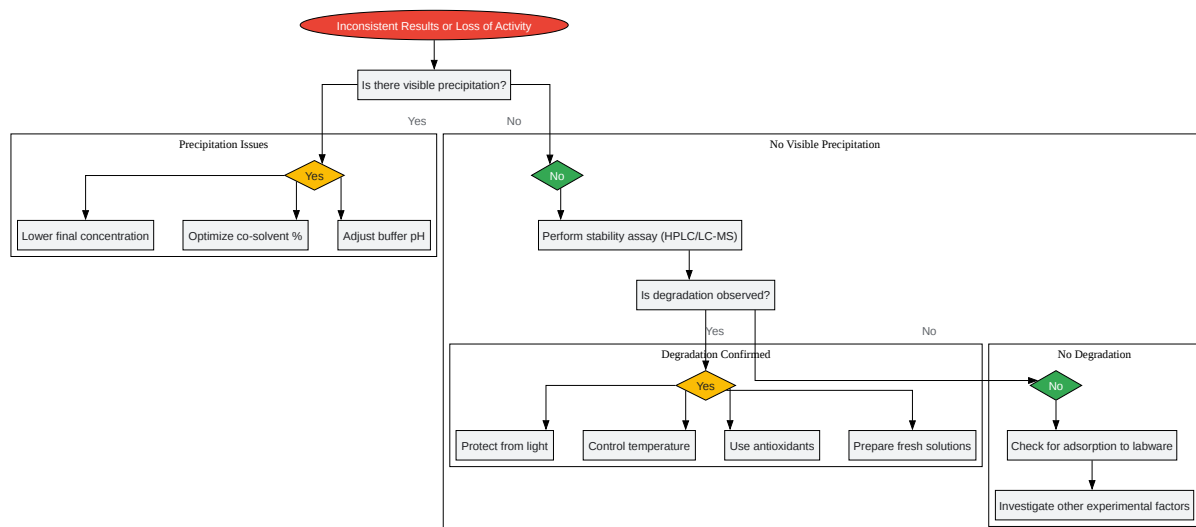 Inconsistent Results or Loss of Activity
Is there visible precipitation?
Yes
No
Precipitation Issues
No Visible Precipitation
Yes
No
Lower final concentration
Optimize co-solvent %
Adjust buffer pH
Perform stability assay (HPLC/LC-MS)
Is degradation observed?
Yes
No
Degradation Confirmed
No Degradation
Yes
No
Protect from light
Control temperature
Use antioxidants
Prepare fresh solutions
Check for adsorption to labware
Investigate other experimental factors